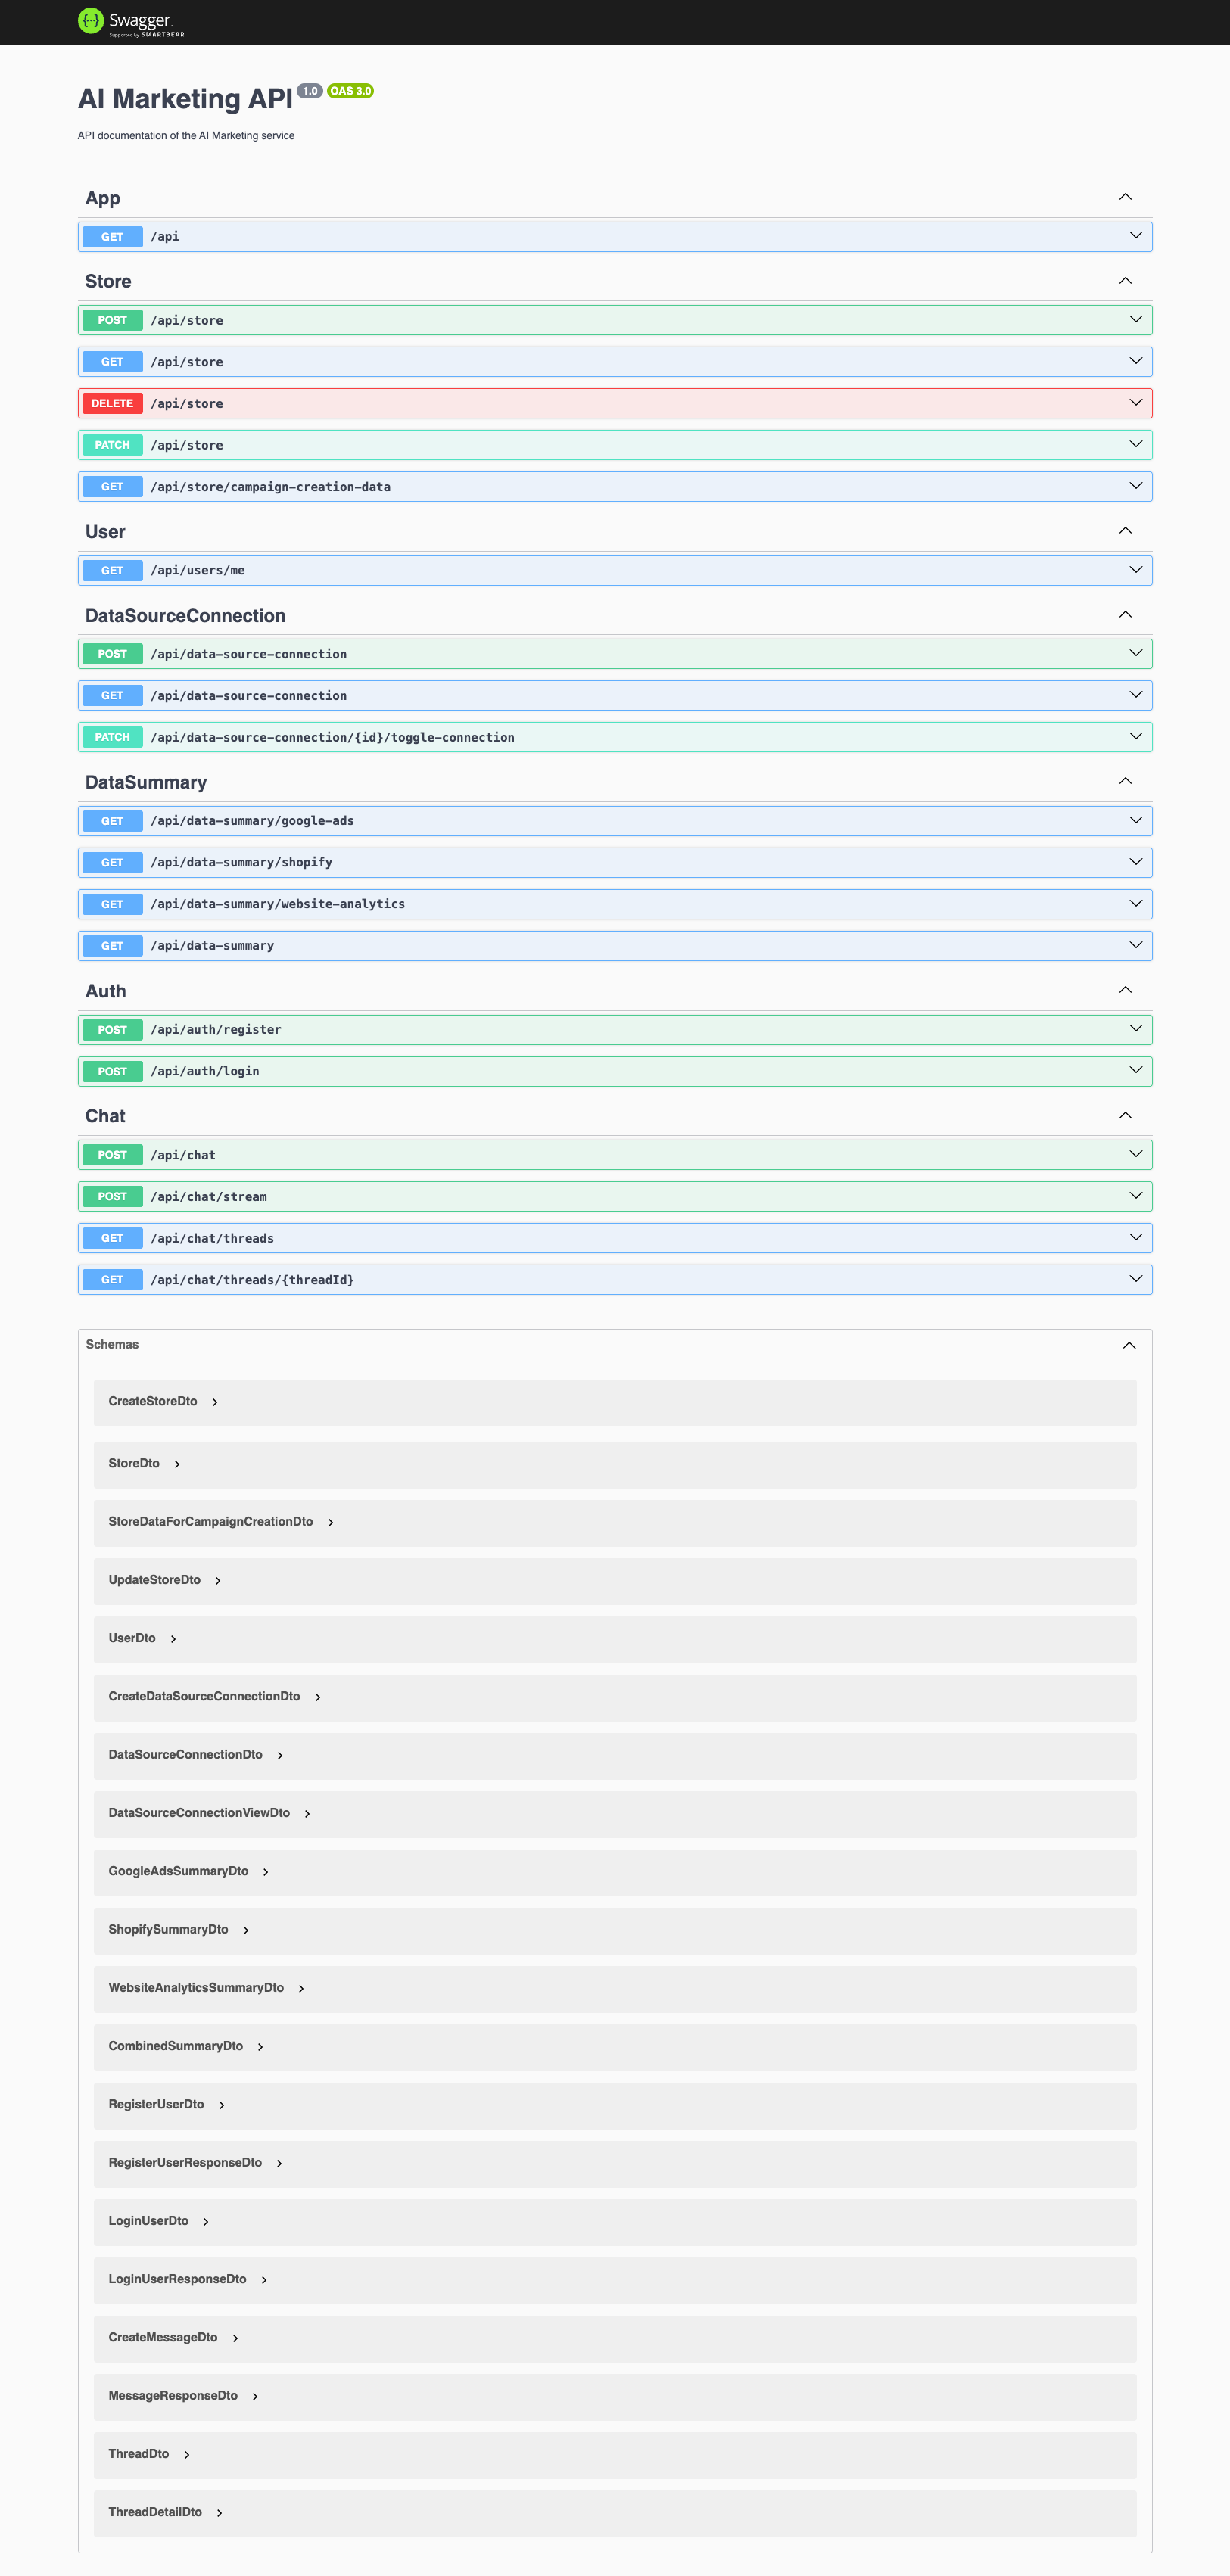 Swagger
Supported by SMARTBEAR
AI Marketing API 1.0 OAS 3.0
API documentation of the AI Marketing service
App
GET /api
Store
POST /api/store
GET /api/store
DELETE /api/store
PATCH /api/store
GET /api/store/campaign-creation-data
User
GET /api/users/me
DataSourceConnection
POST /api/data-source-connection
GET /api/data-source-connection
PATCH /api/data-source-connection/{id}/toggle-connection
DataSummary
GET /api/data-summary/google-ads
GET /api/data-summary/shopify
GET /api/data-summary/website-analytics
GET /api/data-summary
Auth
POST /api/auth/register
POST /api/auth/login
Chat
POST /api/chat
POST /api/chat/stream
GET /api/chat/threads
GET /api/chat/threads/{threadId}
Schemas
CreateStoreDto
StoreDto
StoreDataForCampaignCreationDto
UpdateStoreDto
UserDto
CreateDataSourceConnectionDto
DataSourceConnectionDto
DataSourceConnectionViewDto
GoogleAdsSummaryDto
ShopifySummaryDto
WebsiteAnalyticsSummaryDto
CombinedSummaryDto
RegisterUserDto
RegisterUserResponseDto
LoginUserDto
LoginUserResponseDto
CreateMessageDto
MessageResponseDto
ThreadDto
ThreadDetailDto